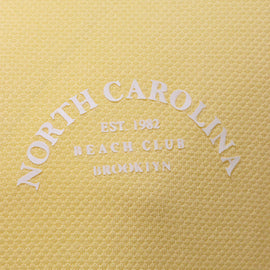 NORTH CAROLINA
EST. 1982
BEACH CLUB
BROOKLYN